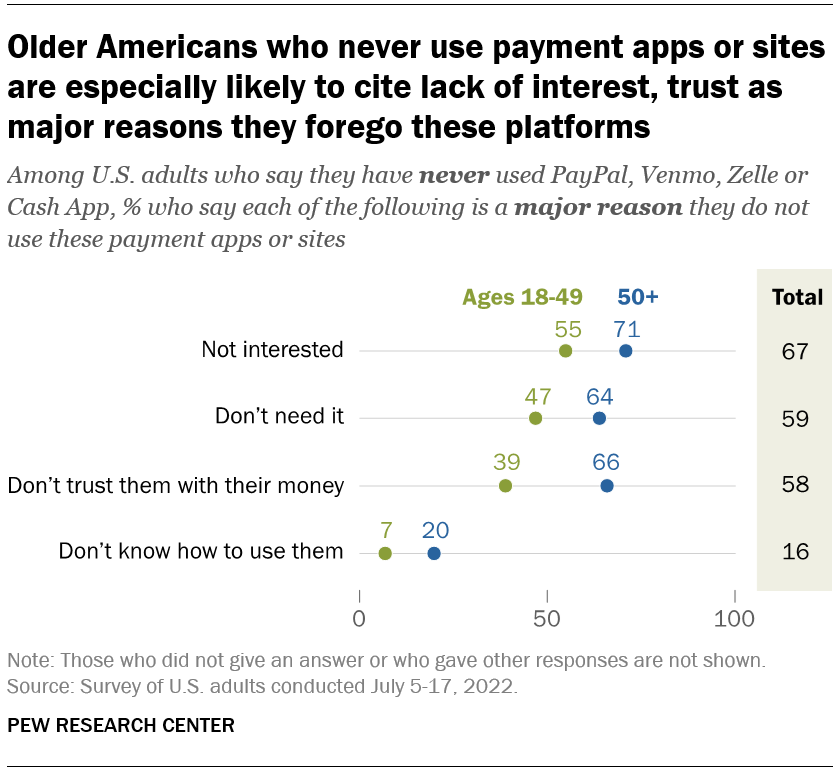 Older Americans who never use payment apps or sites
are especially likely to cite lack of interest, trust as
major reasons they forego these platforms
Among U.S. adults who say they have never used PayPal, Venmo, Zelle or
Cash App, % who say each of the following is a major reason they do not
use these payment apps or sites
Ages 18-49 50+ Total
55 71
Not interested 67
47 64
Don't need it 59
39 66
Don't trust them with their money 58
7 20
Don't know how to use them 16
0 50 100
Note: Those who did not give an answer or who gave other responses are not shown.
Source: Survey of U.S. adults conducted July 5-17, 2022.
PEW RESEARCH CENTER